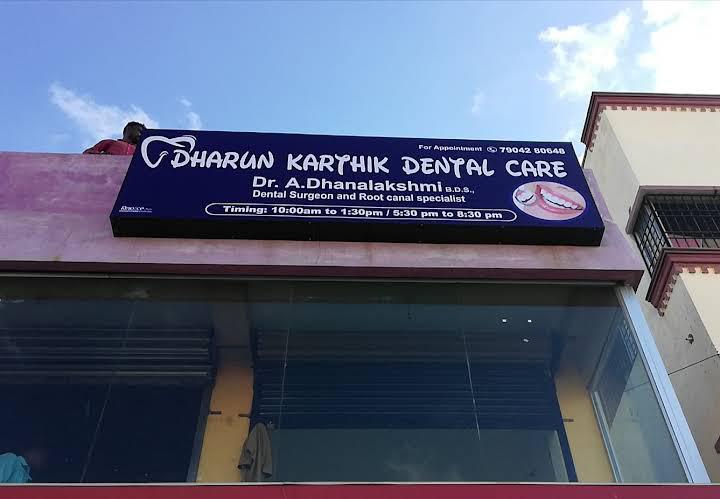 For Appointment 79042 80648
DHARUN KARTHIK DENTAL CARE
Dr. A.Dhanalakshmi B.D.S.,
Dental Surgeon and Root canal specialist
Timing: 10:00am to 1:30pm / 5:30 pm to 8:30 pm